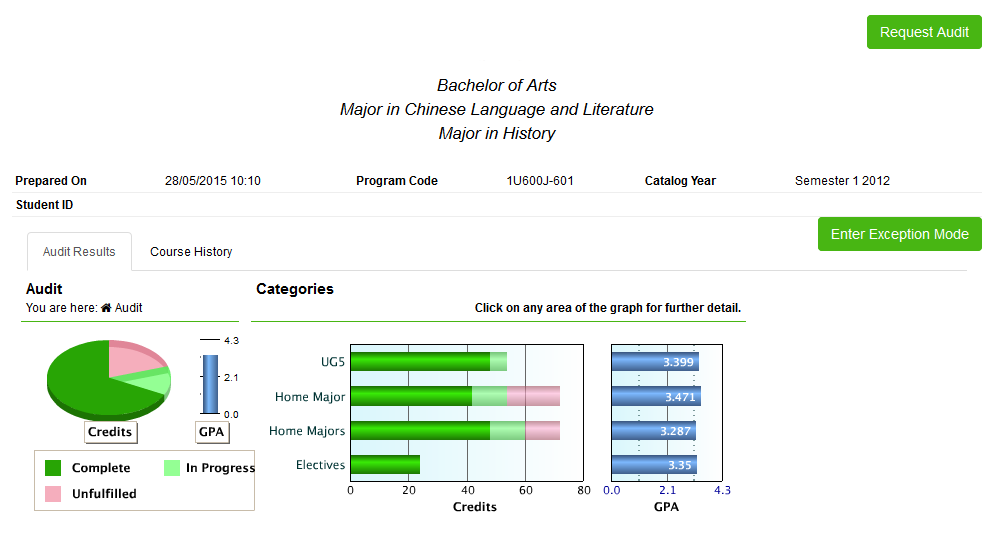 Request Audit
Bachelor of Arts
Major in Chinese Language and Literature
Major in History
Prepared On 28/05/2015 10:10 Program Code 1U600J-601 Catalog Year Semester 1 2012
Student ID
Enter Exception Mode
Audit Results Course History
Audit Categories
You are here: Audit Click on any area of the graph for further detail.
4.3
2.1
0.0
Credits GPA
Complete In Progress
Unfulfilled
UG5 3.399
Home Major 3.471
Home Majors 3.287
Electives 3.35
0 20 40 60 80 0.0 2.1 4.3
Credits GPA